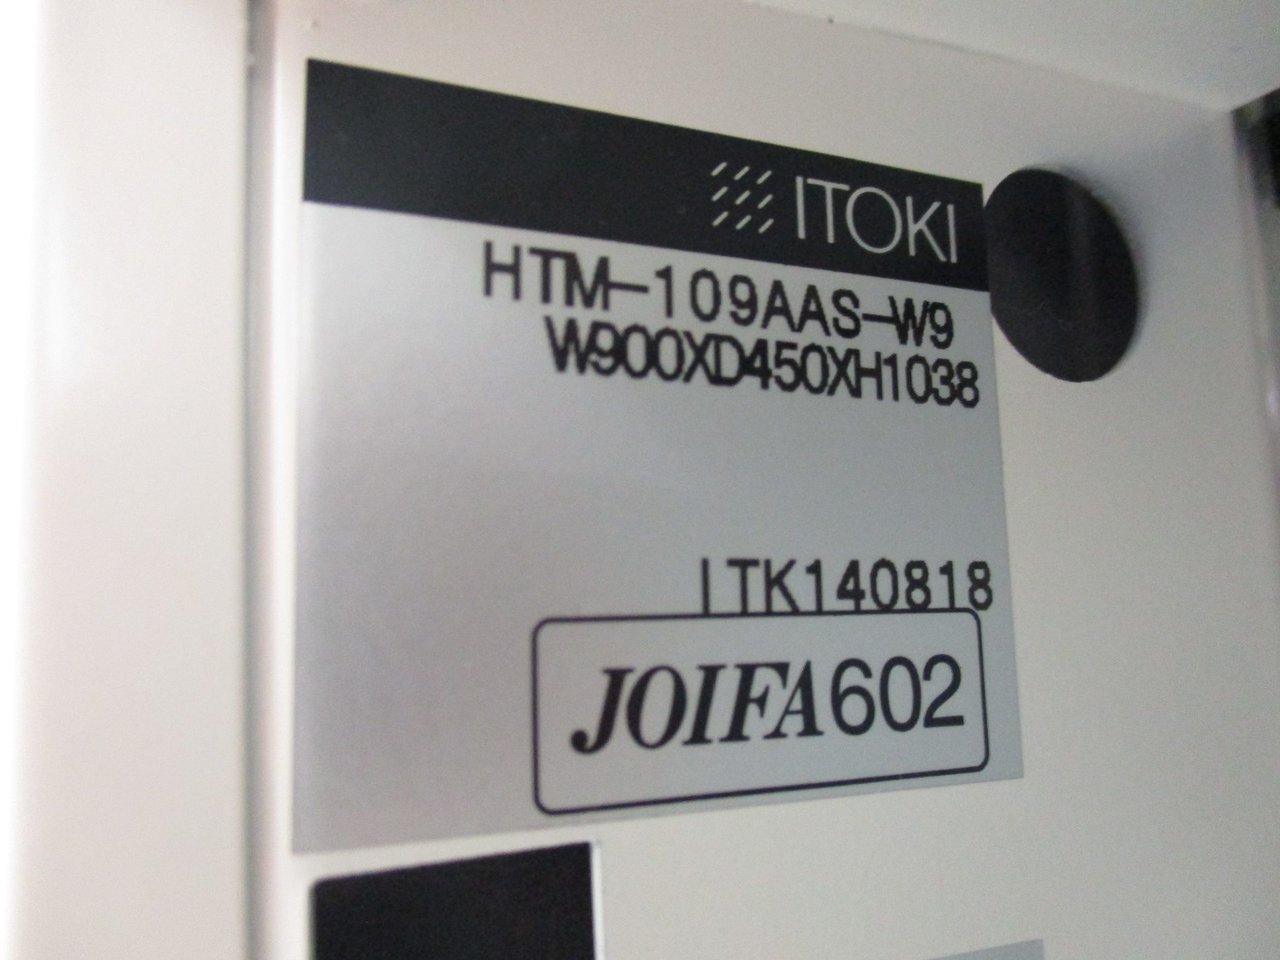 ITOKI
HTM-109AAS-W9
W900XD450XH1038
ITK140818
JOIFA602